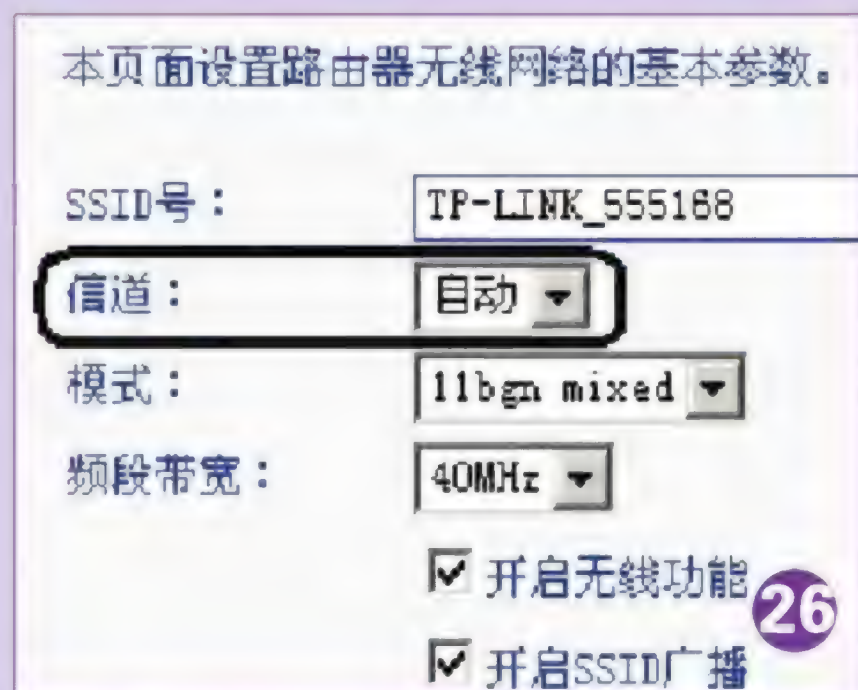 本页面设置路由器无线网络的基本参数。
SSID号： TP-LINK_555168
信道： 自动
模式： 11bgn mixed
频段带宽： 40MHz
开启无线功能
26
开启SSID广播